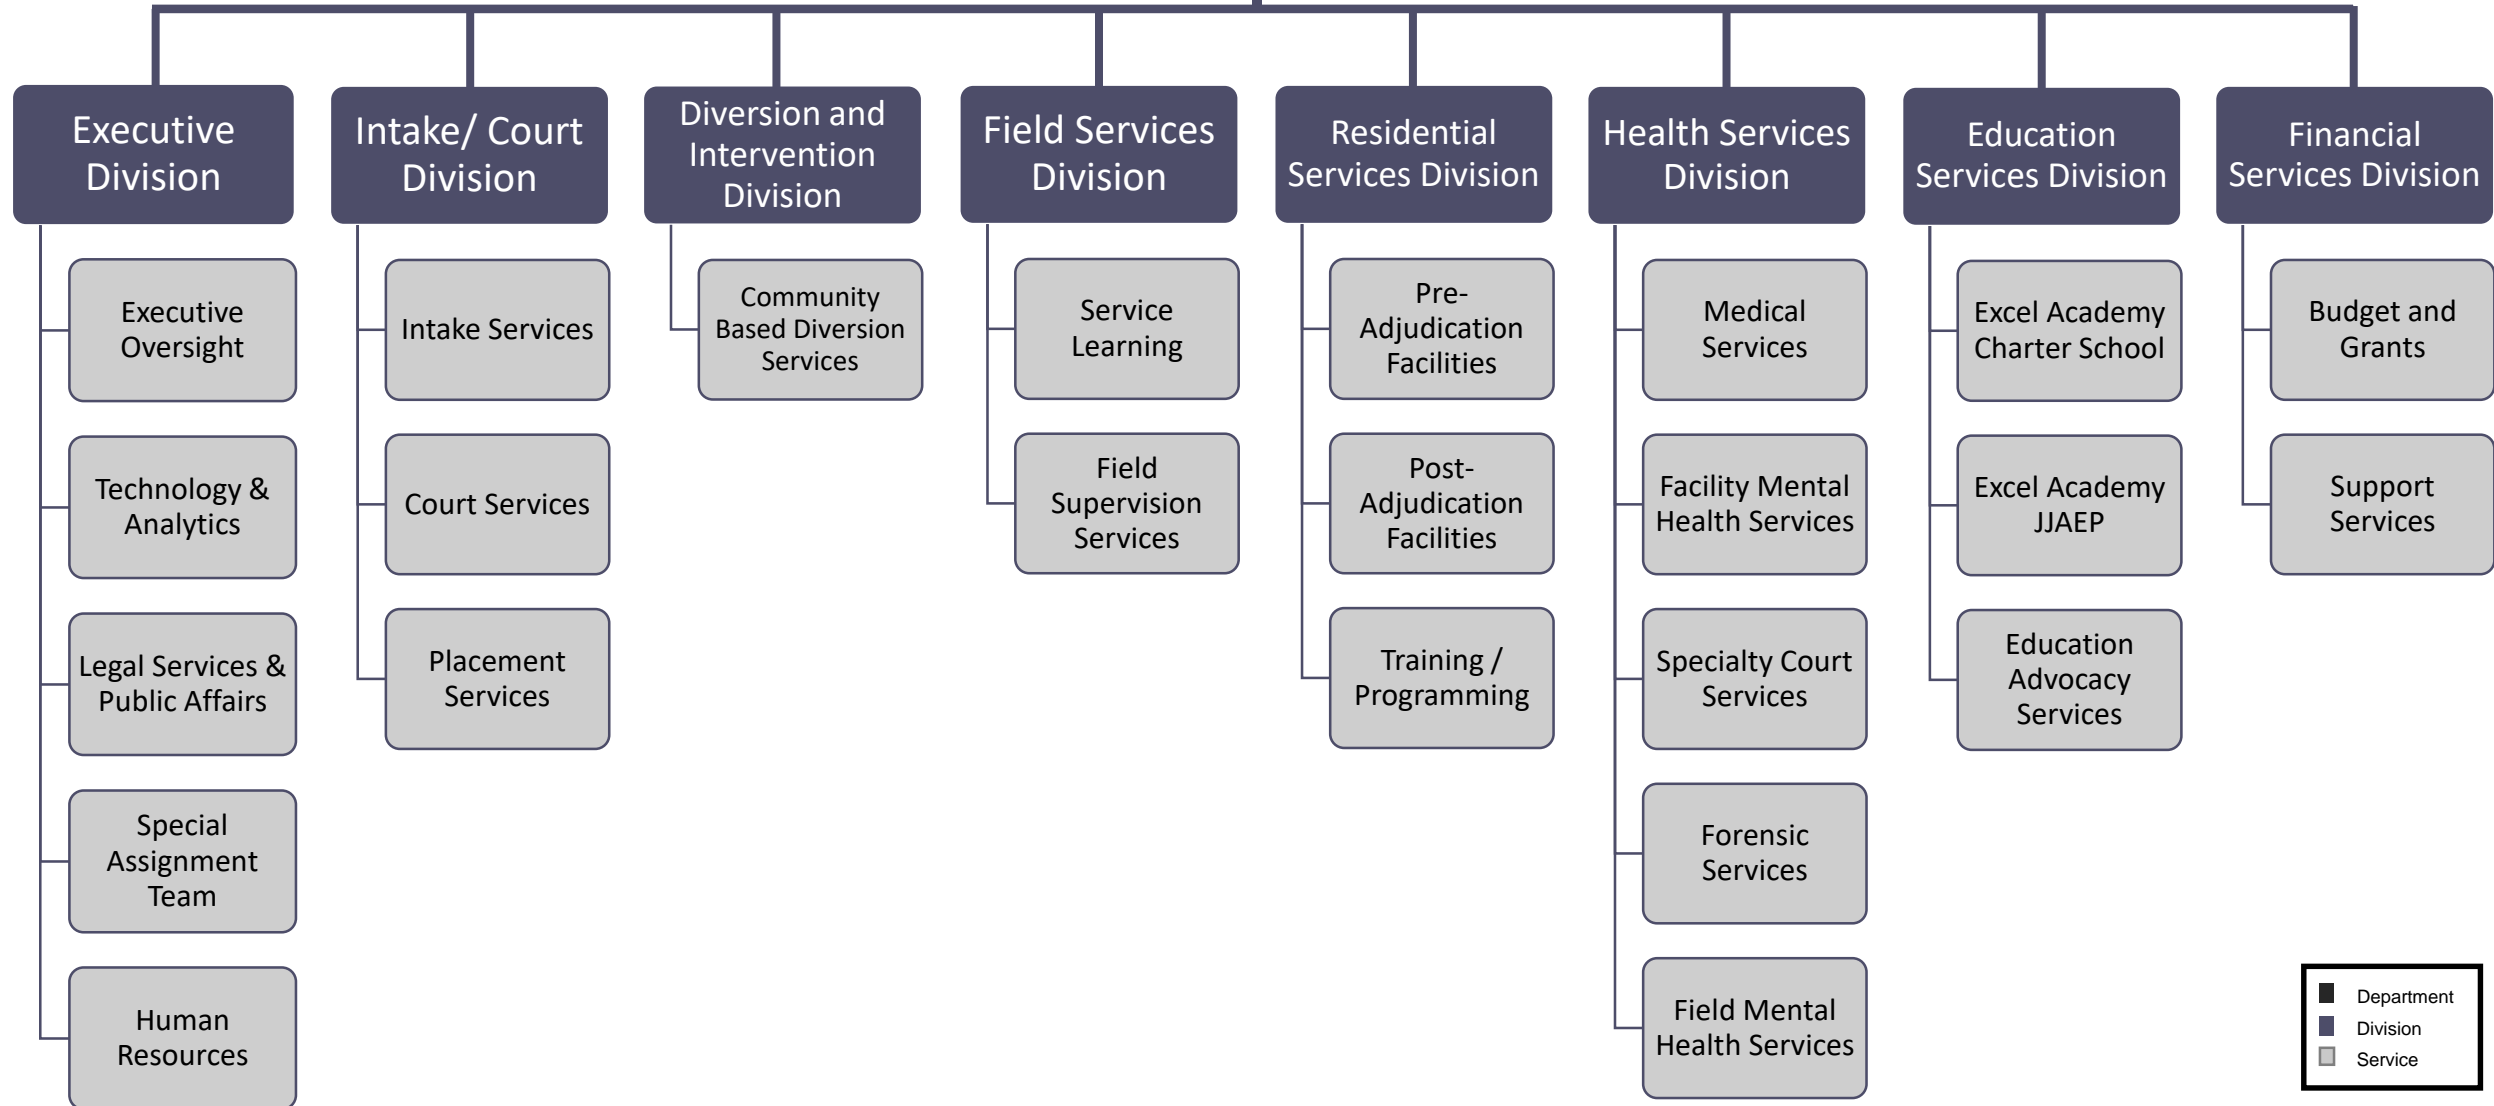 Executive
Division
Intake/ Court
Division
Diversion and
Intervention
Division
Field Services
Division
Residential
Services Division
Health Services
Division
Education
Services Division
Financial
Services Division
Executive
Oversight
Technology &
Analytics
Legal Services &
Public Affairs
Special
Assignment
Team
Human
Resources
Intake Services
Court Services
Placement
Services
Community
Based Diversion
Services
Service
Learning
Field
Supervision
Services
Pre-
Adjudication
Facilities
Post-
Adjudication
Facilities
Training /
Programming
Medical
Services
Facility Mental
Health Services
Specialty Court
Services
Forensic
Services
Field Mental
Health Services
Excel Academy
Charter School
Excel Academy
JJAEP
Education
Advocacy
Services
Budget and
Grants
Support
Services
Department
Division
Service